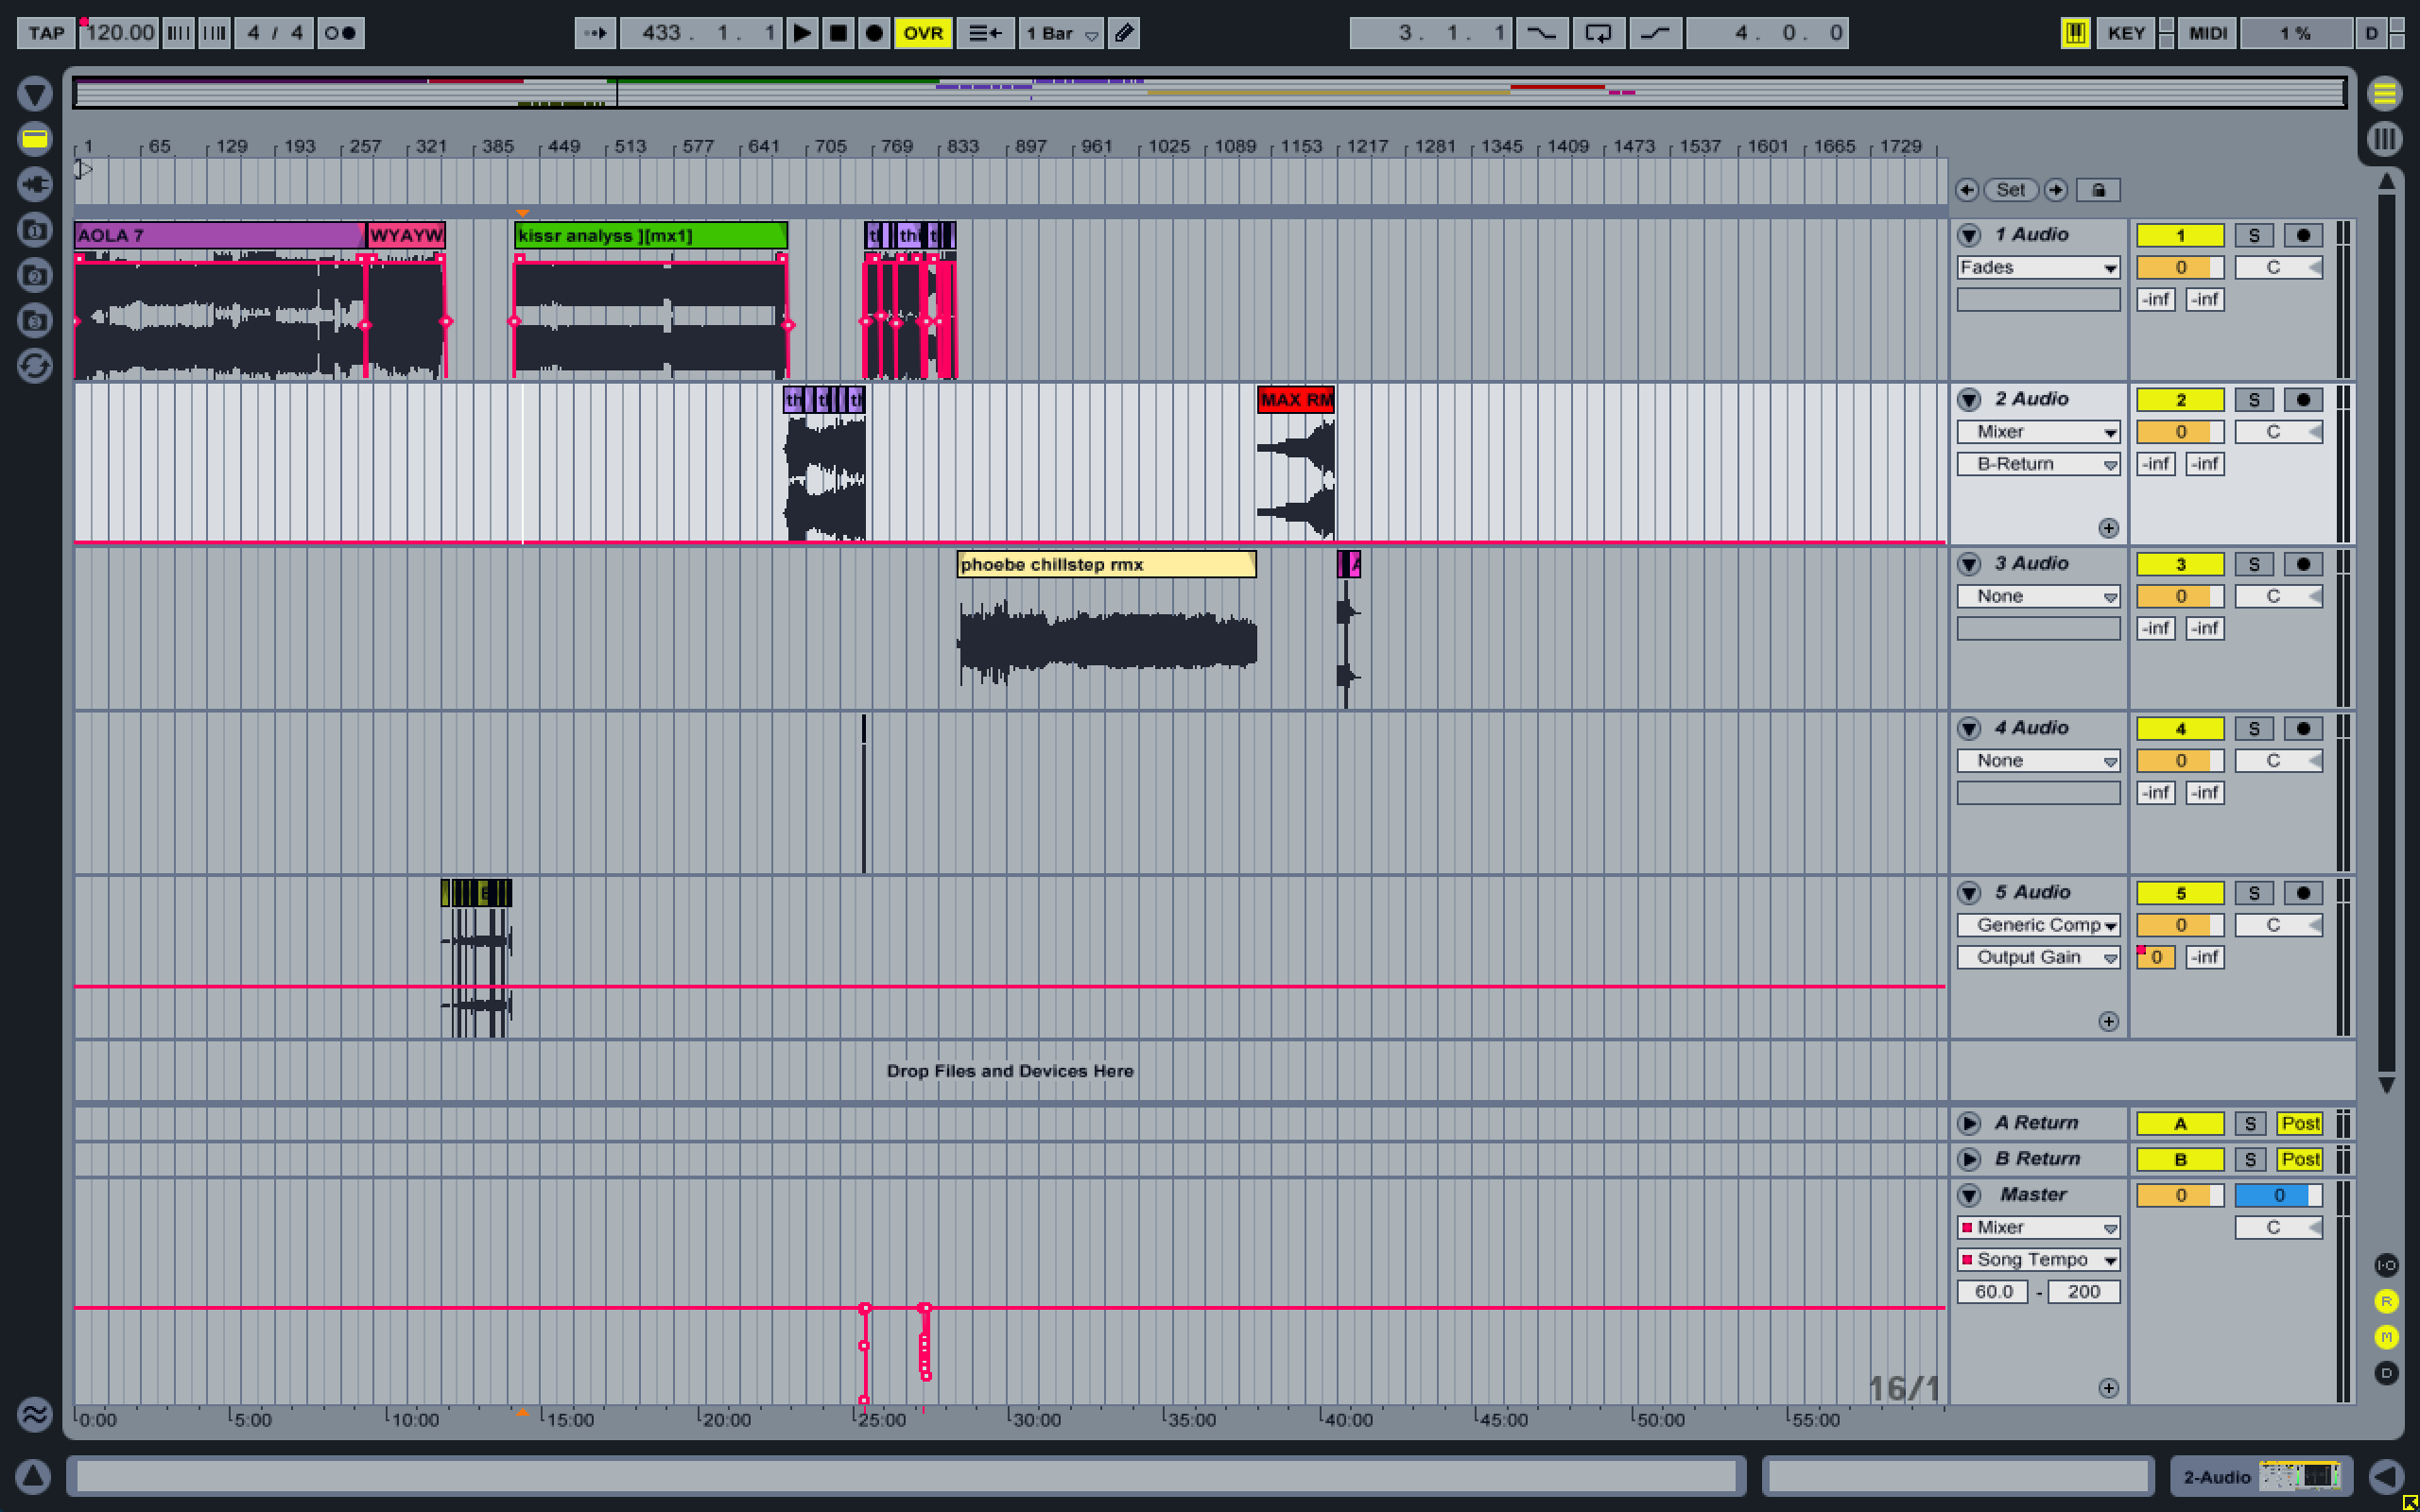 TAP 120.00 4 / 4 433. 1. 1 OVR 1 Bar 3. 1. 1 4. 0. 0 KEY MIDI 1 % D
1 65 129 193 257 321 385 449 513 577 641 705 769 833 897 961 1025 1089 1153 1217 1281 1345 1409 1473 1537 1601 1665 1729
Set
AOLA 7 WYAYW kissr analyss ][mx1] thi
1 Audio 1 S
Fades 0 C
-inf -inf
th MAX RM
2 Audio 2 S
Mixer 0 C
B-Return -inf -inf
phoebe chillstep rmx
3 Audio 3 S
None 0 C
-inf -inf
4 Audio 4 S
None 0 C
-inf -inf
5 Audio 5 S
Generic Comp 0 C
Output Gain 0 -inf
Drop Files and Devices Here
A Return A S Post
B Return B S Post
Master 0 0
Mixer C
Song Tempo
60.0 - 200
16/1
0:00 5:00 10:00 15:00 20:00 25:00 30:00 35:00 40:00 45:00 50:00 55:00
I·O
R
M
D
2-Audio